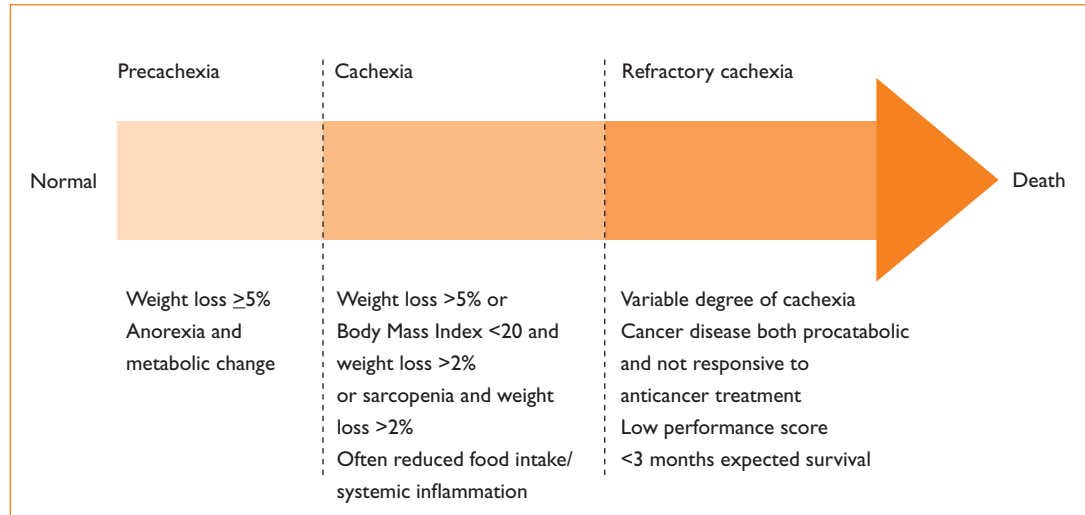 Precachexia
Cachexia
Refractory cachexia
Normal
Death
Weight loss ≥5%
Anorexia and
metabolic change
Weight loss >5% or
Body Mass Index <20 and
weight loss >2%
or sarcopenia and weight
loss >2%
Often reduced food intake/
systemic inflammation
Variable degree of cachexia
Cancer disease both procatabolic
and not responsive to
anticancer treatment
Low performance score
<3 months expected survival